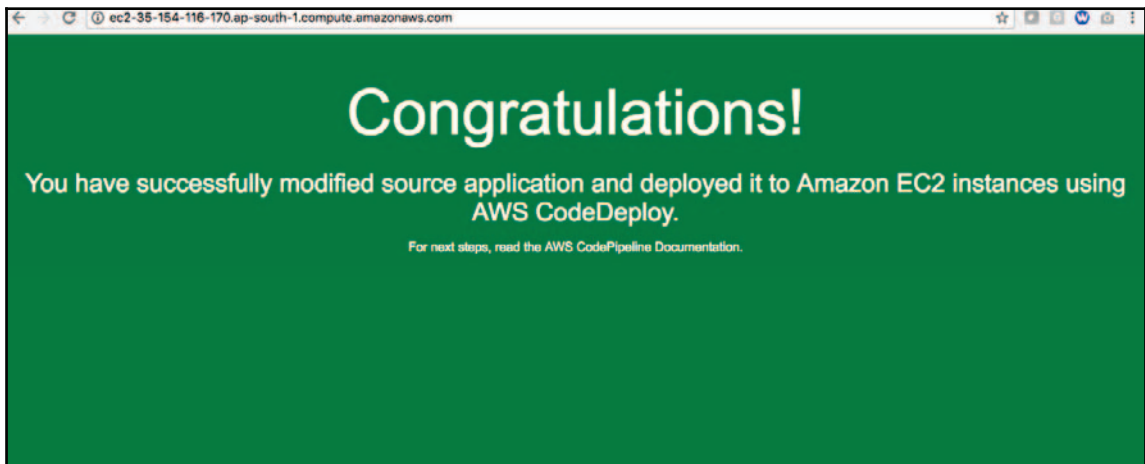 ec2-35-154-116-170.ap-south-1.compute.amazonaws.com
Congratulations!
You have successfully modified source application and deployed it to Amazon EC2 instances using
AWS CodeDeploy.
For next steps, read the AWS CodePipeline Documentation.